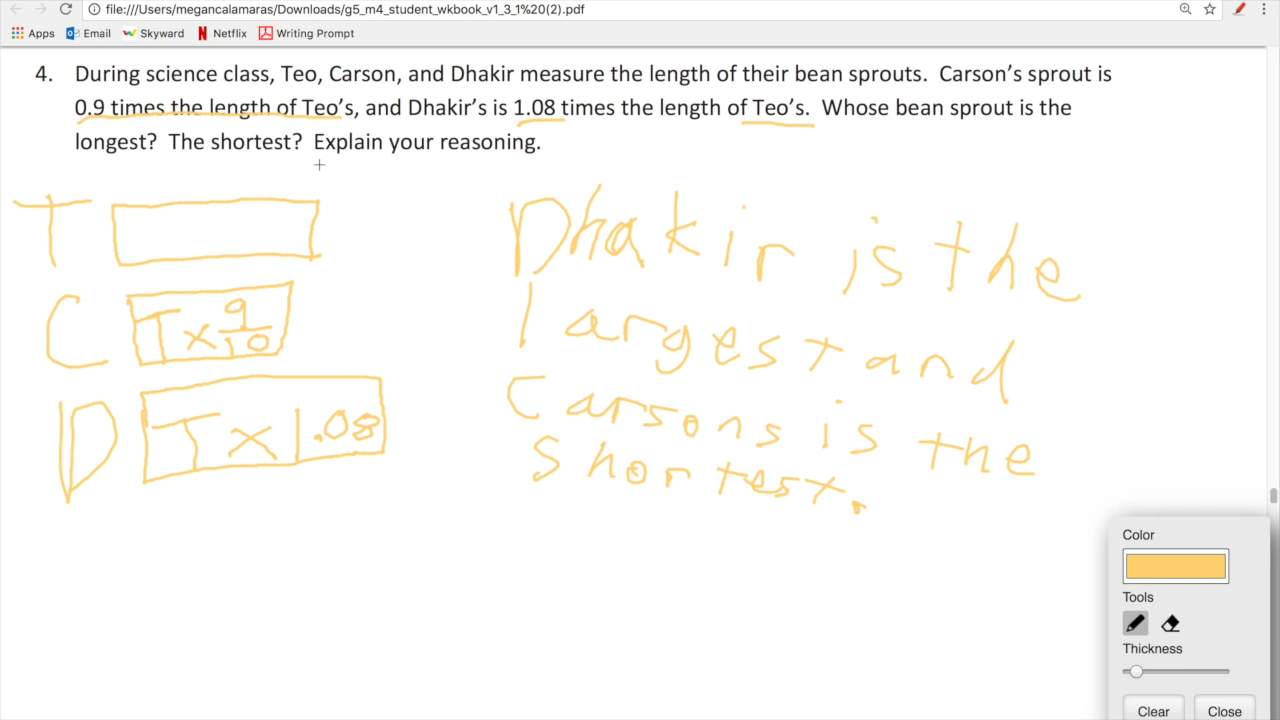 file:///Users/megancalamaras/Downloads/g5_m4_student_wkbook_v1_3_1%20(2).pdf
Apps Email Skyward Netflix Writing Prompt
4. During science class, Teo, Carson, and Dhakir measure the length of their bean sprouts. Carson's sprout is
0.9 times the length of Teo's, and Dhakir's is 1.08 times the length of Teo's. Whose bean sprout is the
longest? The shortest? Explain your reasoning.
T
C T x 9/10
D T x 1.08
Dhakir is the
largest and
Carsons is the
shortest.
Color
Tools
Thickness
Clear Close